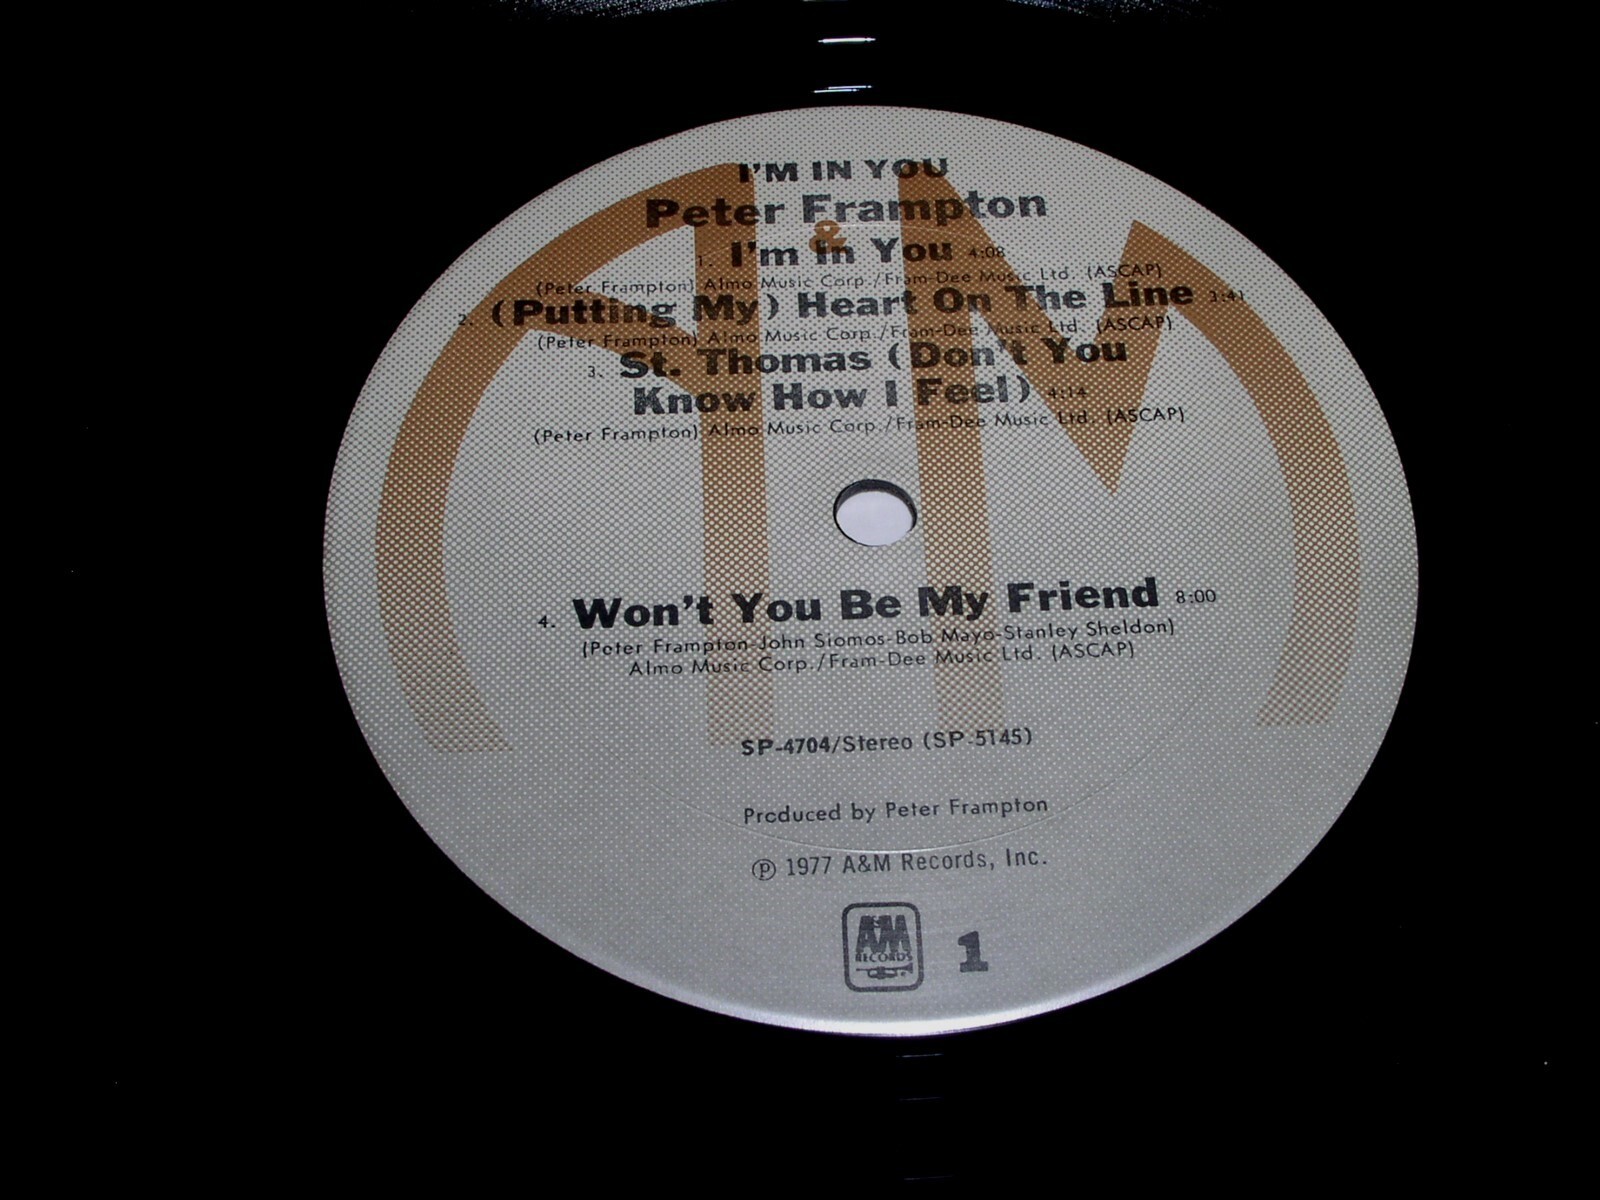 I'M IN YOU
Peter Frampton
&
1. I'm In You 4:08
(Peter Frampton) Almo Music Corp./Fram-Dee Music Ltd. (ASCAP)
2. (Putting My) Heart On The Line 3:41
(Peter Frampton) Almo Music Corp./Fram-Dee Music Ltd. (ASCAP)
3. St. Thomas (Don't You
Know How I Feel) 4:14
(Peter Frampton) Almo Music Corp./Fram-Dee Music Ltd. (ASCAP)
4. Won't You Be My Friend 8:00
(Peter Frampton-John Siomos-Bob Mayo-Stanley Sheldon)
Almo Music Corp./Fram-Dee Music Ltd. (ASCAP)
SP-4704/Stereo (SP-5145)
Produced by Peter Frampton
℗ 1977 A&M Records, Inc.
A&M
RECORDS
1